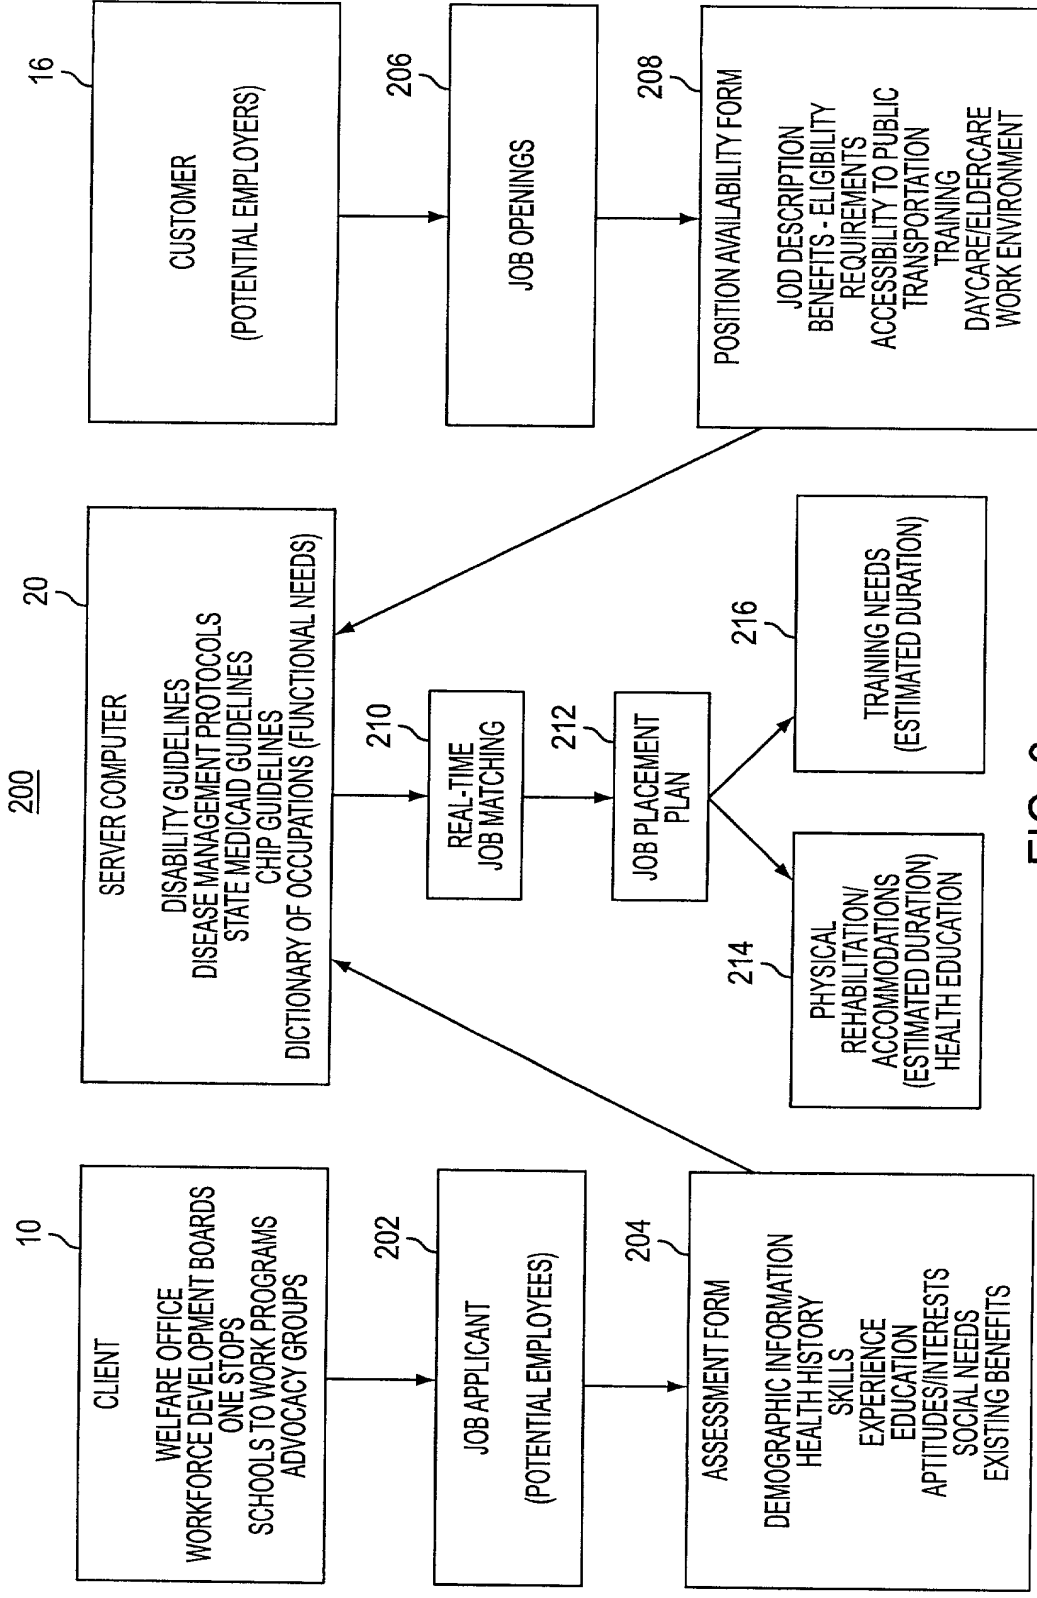 200
10
CLIENT
WELFARE OFFICE
WORKFORCE DEVELOPMENT BOARDS
ONE STOPS
SCHOOLS TO WORK PROGRAMS
ADVOCACY GROUPS
202
JOB APPLICANT
(POTENTIAL EMPLOYEES)
204
ASSESSMENT FORM
DEMOGRAPHIC INFORMATION
HEALTH HISTORY
SKILLS
EXPERIENCE
EDUCATION
APTITUDES/INTERESTS
SOCIAL NEEDS
EXISTING BENEFITS
20
SERVER COMPUTER
DISABILITY GUIDELINES
DISEASE MANAGEMENT PROTOCOLS
STATE MEDICAID GUIDELINES
CHIP GUIDELINES
DICTIONARY OF OCCUPATIONS (FUNCTIONAL NEEDS)
210
REAL-TIME
JOB MATCHING
212
JOB PLACEMENT
PLAN
214
PHYSICAL
REHABILITATION/
ACCOMMODATIONS
(ESTIMATED DURATION)
HEALTH EDUCATION
216
TRAINING NEEDS
(ESTIMATED DURATION)
16
CUSTOMER
(POTENTIAL EMPLOYERS)
206
JOB OPENINGS
208
POSITION AVAILABILITY FORM
JOD DESCRIPTION
BENEFITS - ELIGIBILITY
REQUIREMENTS
ACCESSIBILITY TO PUBLIC
TRANSPORTATION
TRAINING
DAYCARE/ELDERCARE
WORK ENVIRONMENT
FIG.